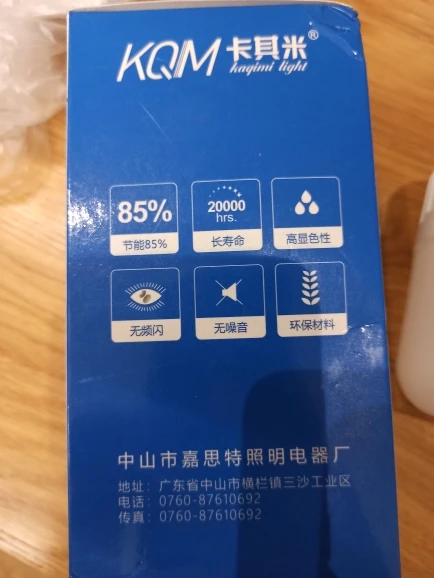 KQM 卡其米®
kaqimi light
85%
节能85%
20000
hrs.
长寿命
高显色性
无频闪
无噪音
环保材料
中山市嘉思特照明电器厂
地址：广东省中山市横栏镇三沙工业区
电话：0760-87610692
传真：0760-87610692